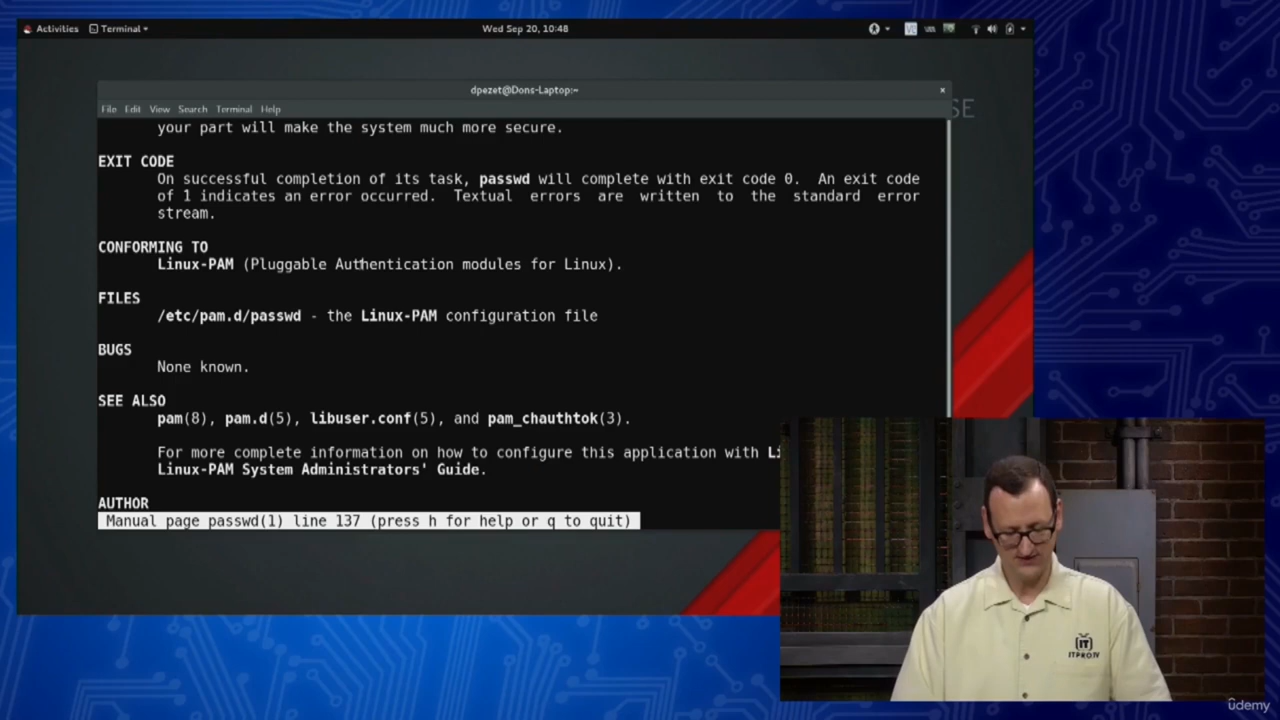 Activities Terminal Wed Sep 20, 10:48
dpezet@Dons-Laptop:~ ×
SE
File Edit View Search Terminal Help
your part will make the system much more secure.
EXIT CODE
On successful completion of its task, passwd will complete with exit code 0. An exit code
of 1 indicates an error occurred. Textual errors are written to the standard error
stream.
CONFORMING TO
Linux-PAM (Pluggable Authentication modules for Linux).
FILES
/etc/pam.d/passwd - the Linux-PAM configuration file
BUGS
None known.
SEE ALSO
pam(8), pam.d(5), libuser.conf(5), and pam_chauthtok(3).
For more complete information on how to configure this application with Li
Linux-PAM System Administrators' Guide.
AUTHOR
Manual page passwd(1) line 137 (press h for help or q to quit)
IT
ITPROTV
ûdemy